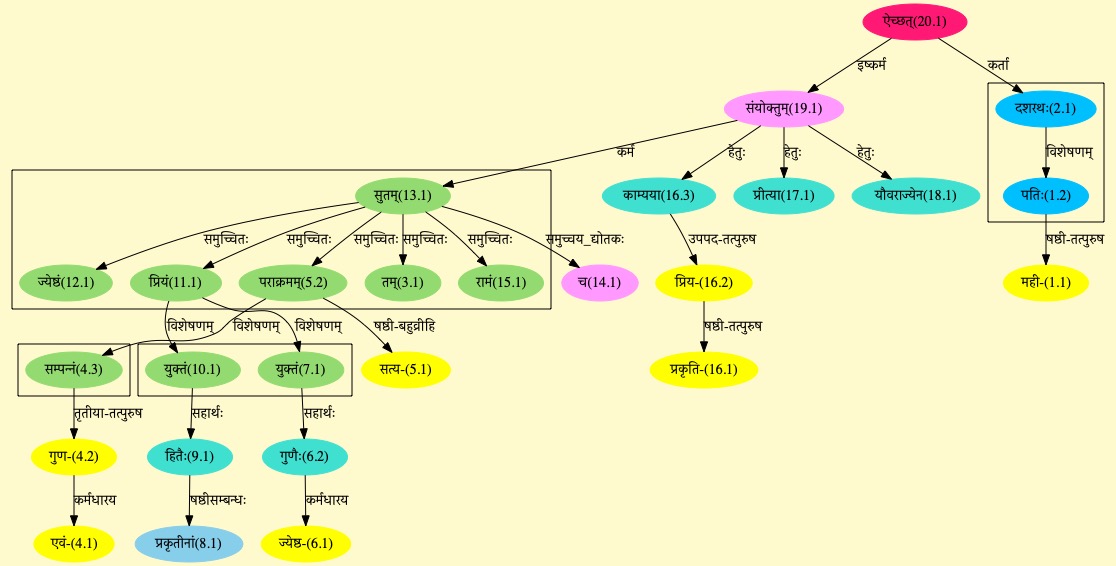 ऐच्छत्(20.1)
इष्कर्म कर्ता
संयोक्तुम्(19.1) दशरथः(2.1)
कर्म हेतुः हेतुः हेतुः विशेषणम्
सुतम्(13.1) काम्यया(16.3) प्रीत्या(17.1) यौवराज्येन(18.1) पतिः(1.2)
समुच्चितः समुच्चितः समुच्चितः समुच्चितः समुच्चितः समुच्चय_द्योतकः उपपद-तत्पुरुष षष्ठी-तत्पुरुष
ज्येष्ठं(12.1) प्रियं(11.1) पराक्रमम्(5.2) तम्(3.1) रामं(15.1) च(14.1) प्रिय-(16.2) मही-(1.1)
विशेषणम् विशेषणम् विशेषणम् षष्ठी-बहुव्रीहि षष्ठी-तत्पुरुष
सम्पन्नं(4.3) युक्तं(10.1) युक्तं(7.1) सत्य-(5.1) प्रकृति-(16.1)
तृतीया-तत्पुरुष सहार्थः सहार्थः
गुण-(4.2) हितैः(9.1) गुणैः(6.2)
कर्मधारय षष्ठीसम्बन्धः कर्मधारय
एवं-(4.1) प्रकृतीनां(8.1) ज्येष्ठ-(6.1)